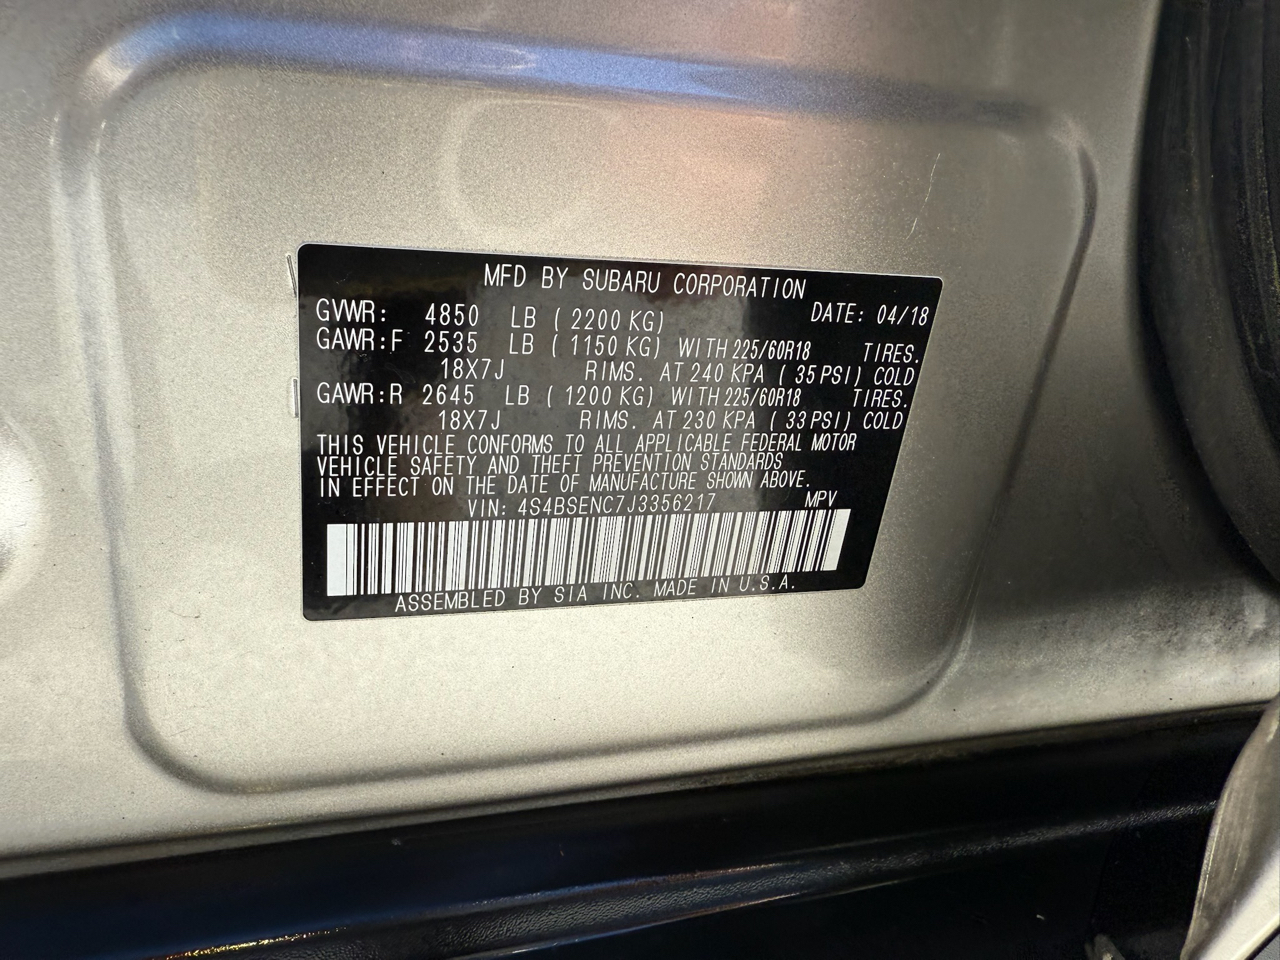 MFD BY SUBARU CORPORATION
GVWR: 4850 LB ( 2200 KG) DATE: 04/18
GAWR:F 2535 LB ( 1150 KG) WITH 225/60R18 TIRES.
18X7J RIMS. AT 240 KPA ( 35 PSI) COLD
GAWR:R 2645 LB ( 1200 KG) WITH 225/60R18 TIRES.
18X7J RIMS. AT 230 KPA ( 33 PSI) COLD
THIS VEHICLE CONFORMS TO ALL APPLICABLE FEDERAL MOTOR
VEHICLE SAFETY AND THEFT PREVENTION STANDARDS
IN EFFECT ON THE DATE OF MANUFACTURE SHOWN ABOVE.
VIN: 4S4BSENC7J3356217 MPV
ASSEMBLED BY SIA INC. MADE IN U.S.A.